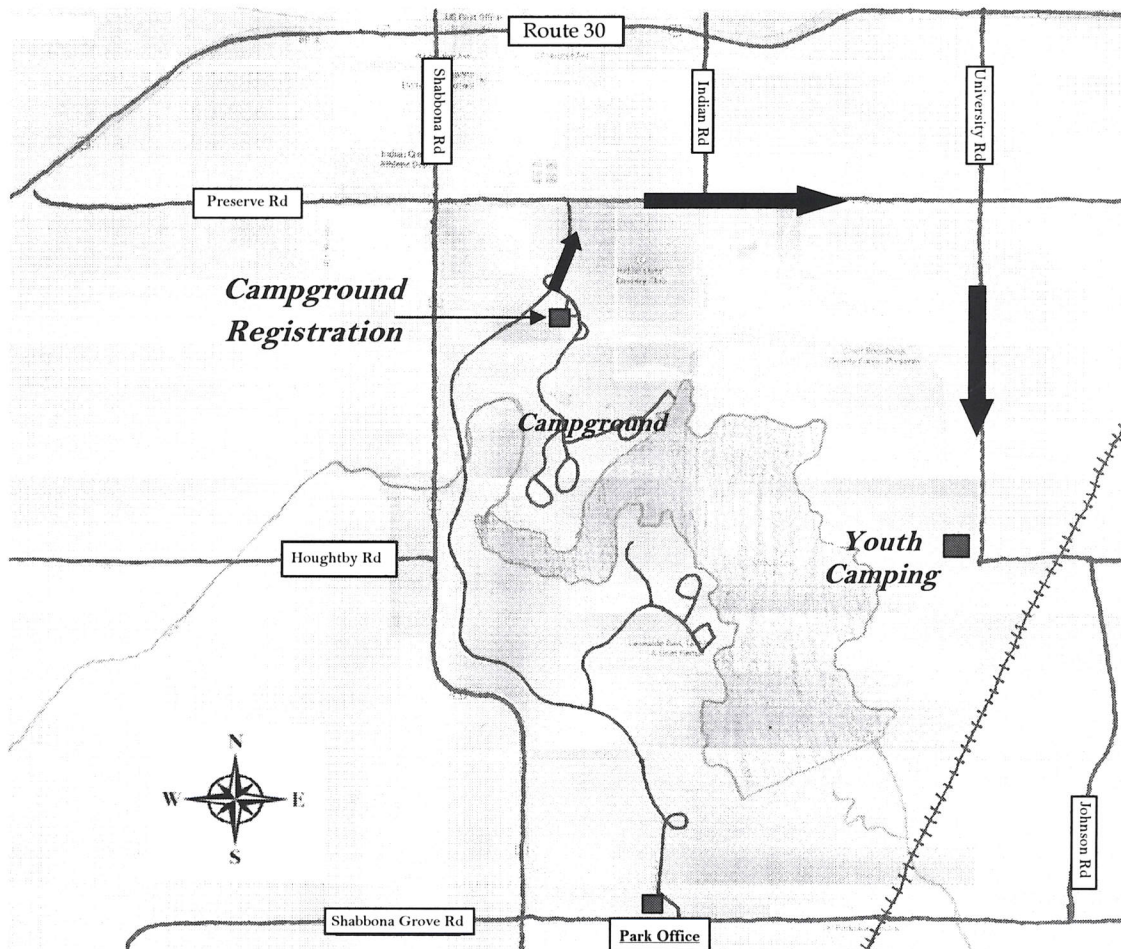 Route 30
Shabbona Rd
Indian Rd
University Rd
Preserve Rd
Campground
Registration
Campground
Houghtby Rd
Youth
Camping
N
W E
S
Johnson Rd
Shabbona Grove Rd
Park Office